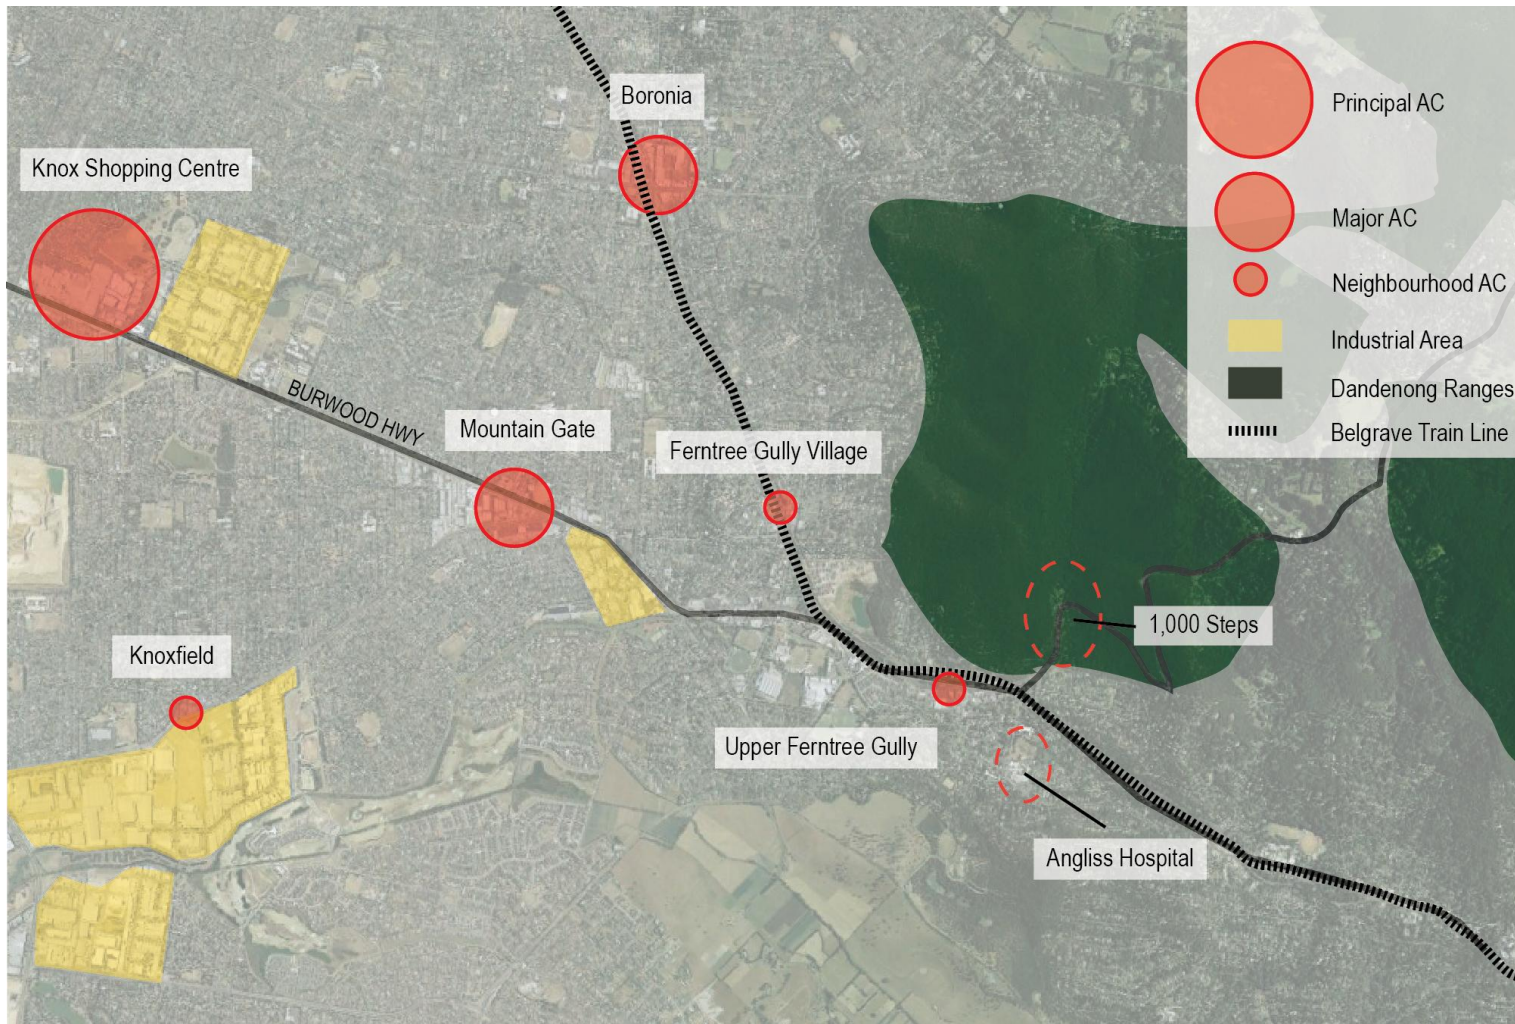 Boronia
Knox Shopping Centre
BURWOOD HWY
Mountain Gate
Ferntree Gully Village
1,000 Steps
Knoxfield
Upper Ferntree Gully
Angliss Hospital
Principal AC
Major AC
Neighbourhood AC
Industrial Area
Dandenong Ranges
Belgrave Train Line